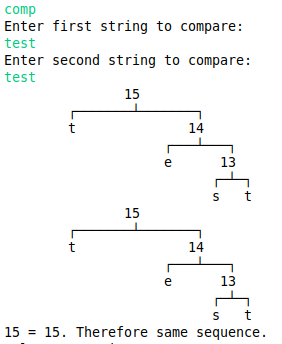 comp
Enter first string to compare:
test
Enter second string to compare:
test
15
t 14
e 13
s t
15
t 14
e 13
s t
15 = 15. Therefore same sequence.